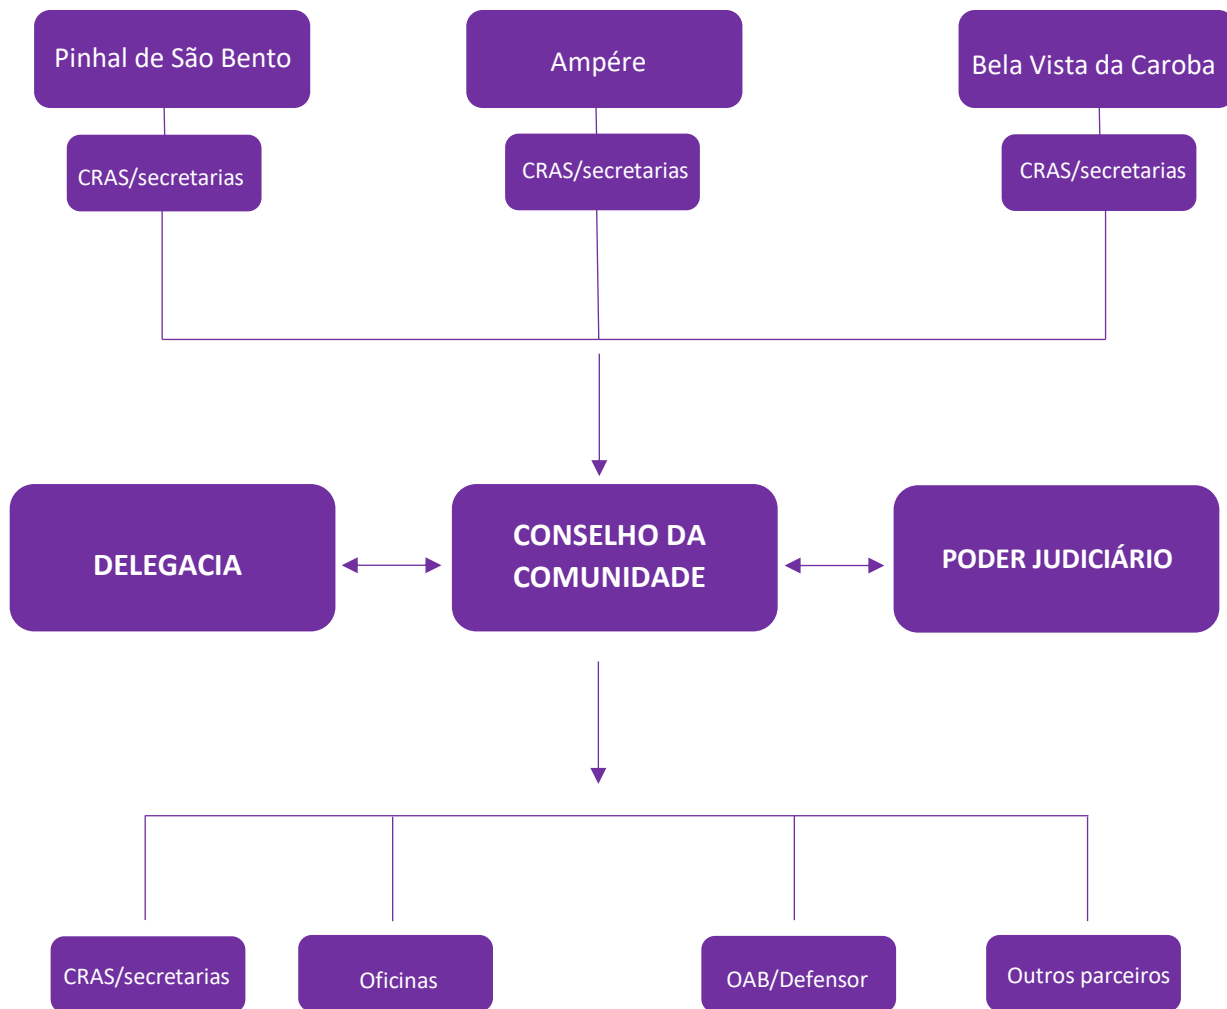 Pinhal de São Bento
Ampére
Bela Vista da Caroba
CRAS/secretarias
CRAS/secretarias
CRAS/secretarias
DELEGACIA
CONSELHO DA
COMUNIDADE
PODER JUDICIÁRIO
CRAS/secretarias
Oficinas
OAB/Defensor
Outros parceiros